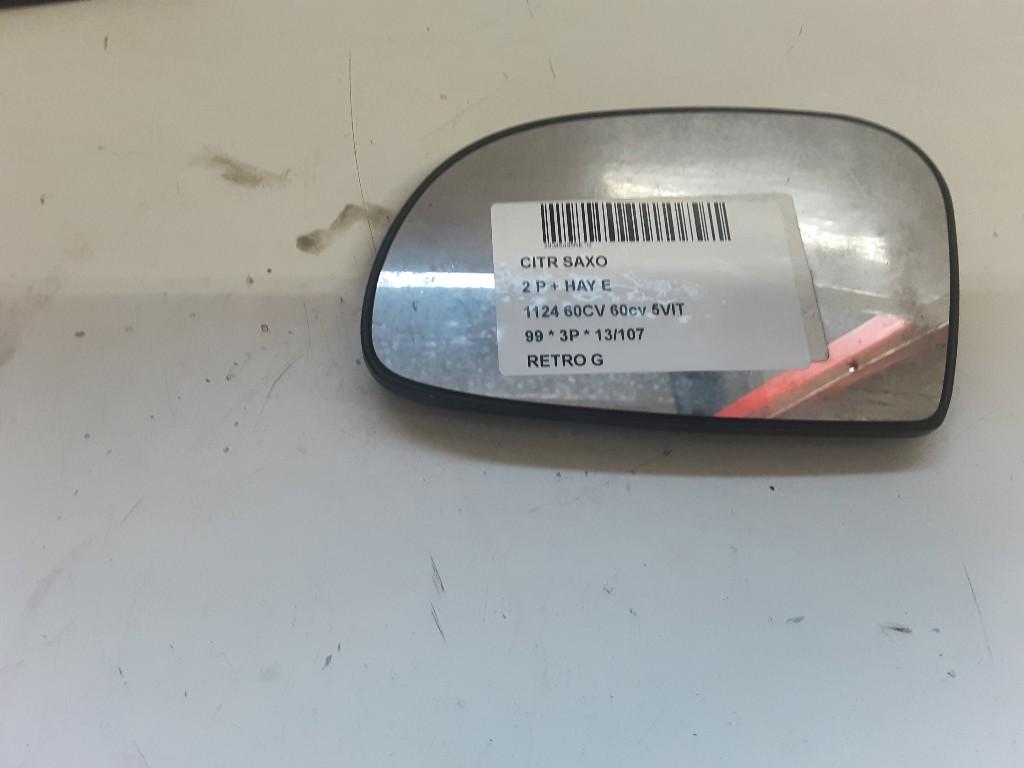 CITR SAXO
2 P + HAY E
1124 60CV 60cv 5VIT
99 * 3P * 13/107
RETRO G